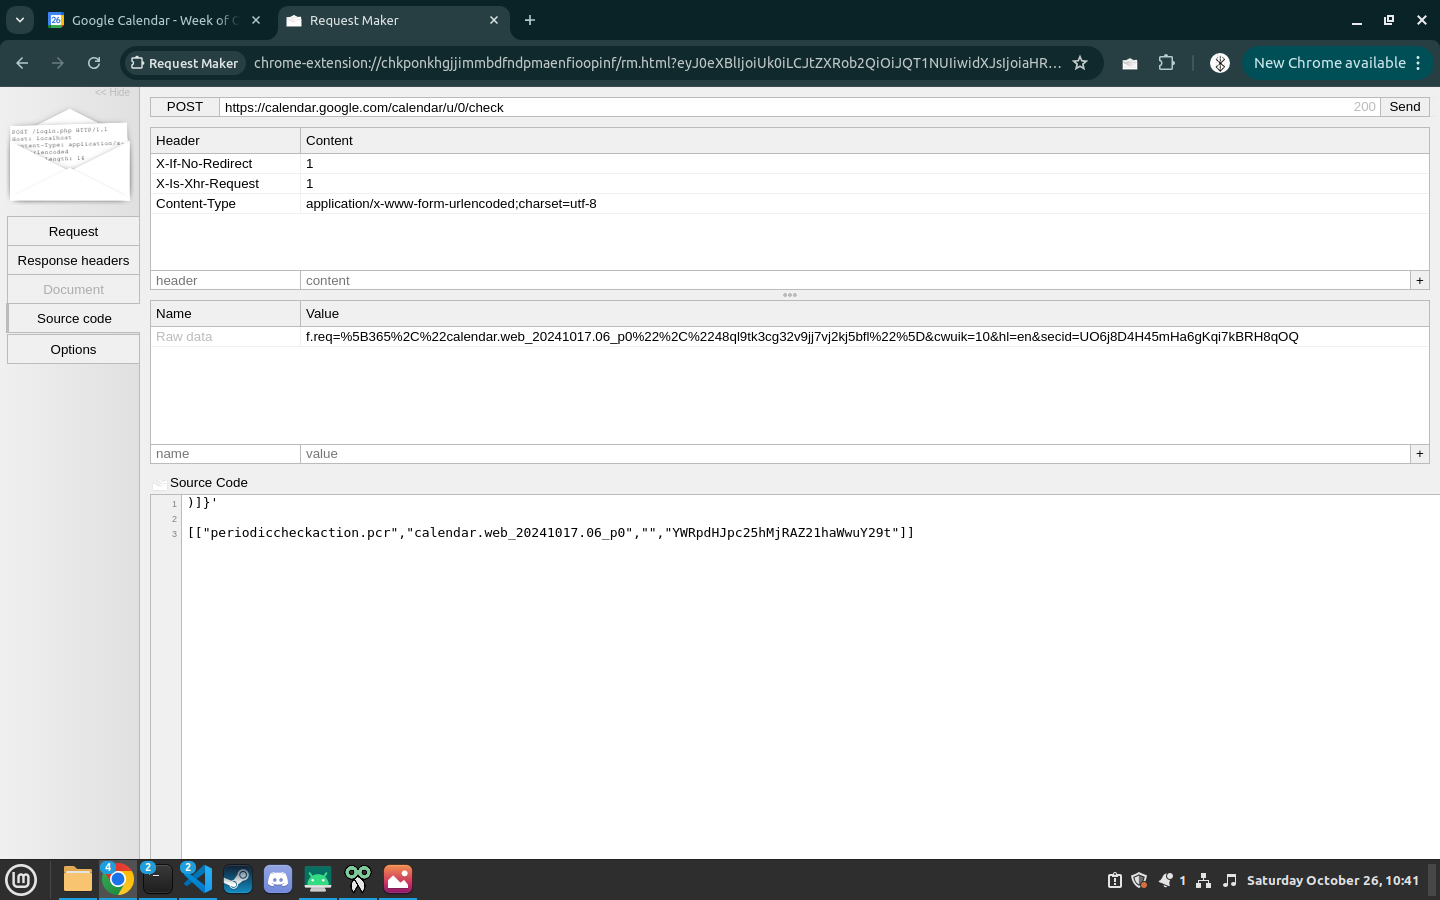 Google Calendar - Week of
Request Maker
Request Maker
chrome-extension://chkponkhgjjimmbdfndpmaenfioopinf/rm.html?eyJ0eXBlIjoiUk0iLCJtZXRob2QiOiJQT1NUIiwidXJsIjoiaHR...
New Chrome available
<< Hide
POST /login.php HTTP/1.1
Host: localhost
Content-Type: application/x-
urlencoded
length: 16
POST
https://calendar.google.com/calendar/u/0/check
200
Send
Header
Content
X-If-No-Redirect
1
X-Is-Xhr-Request
1
Content-Type
application/x-www-form-urlencoded;charset=utf-8
header
content
+
Request
Response headers
Document
Source code
Options
Name
Value
Raw data
f.req=%5B365%2C%22calendar.web_20241017.06_p0%22%2C%2248ql9tk3cg32v9jj7vj2kj5bfl%22%5D&cwuik=10&hl=en&secid=UO6j8D4H45mHa6gKqi7kBRH8qOQ
name
value
+
Source Code
1 )]}'
2
3 [["periodiccheckaction.pcr","calendar.web_20241017.06_p0","","YWRpdHJpc25hMjRAZ21haWwuY29t"]]
4
2
2
1
Saturday October 26, 10:41